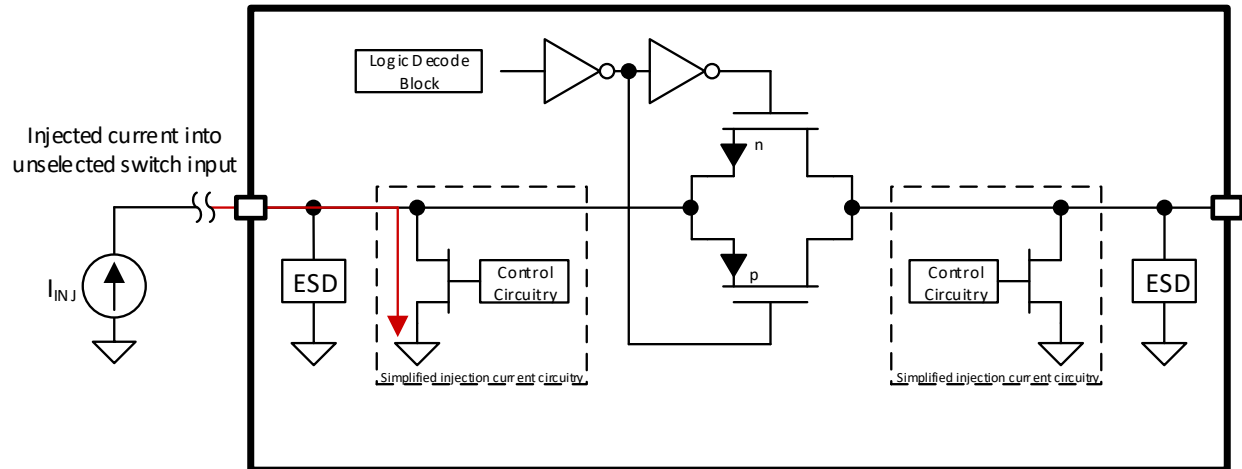 Logic Decode
Block
Injected current into
unselected switch input
n
p
ESD
Control
Circuitry
Control
Circuitry
ESD
IINJ
Simplified injection current circuitry
Simplified injection current circuitry